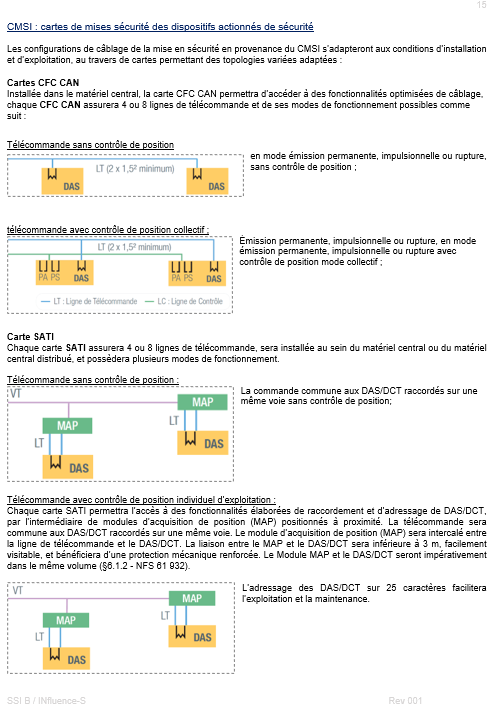 15
CMSI : cartes de mises sécurité des dispositifs actionnés de sécurité
Les configurations de câblage de la mise en sécurité en provenance du CMSI s'adapteront aux conditions d'installation
et d'exploitation, au travers de cartes permettant des topologies variées adaptées :
Cartes CFC CAN
Installée dans le matériel central, la carte CFC CAN permettra d'accéder à des fonctionnalités optimisées de câblage,
chaque CFC CAN assurera 4 ou 8 lignes de télécommande et de ses modes de fonctionnement possibles comme
suit :
Télécommande sans contrôle de position
en mode émission permanente, impulsionnelle ou rupture,
sans contrôle de position ;
LT (2 x 1,5² minimum)
DAS
DAS
télécommande avec contrôle de position collectif ;
Émission permanente, impulsionnelle ou rupture, en mode
émission permanente, impulsionnelle ou rupture avec
contrôle de position mode collectif ;
LT (2 x 1,5² minimum)
PA PS DAS
PA PS DAS
LT : Ligne de Télécommande
LC : Ligne de Contrôle
Carte SATI
Chaque carte SATI assurera 4 ou 8 lignes de télécommande, sera installée au sein du matériel central ou du matériel
central distribué, et possédera plusieurs modes de fonctionnement.
Télécommande sans contrôle de position :
La commande commune aux DAS/DCT raccordés sur une
même voie sans contrôle de position;
VT
MAP
LT
MAP
DAS
LT
DAS
Télécommande avec contrôle de position individuel d'exploitation :
Chaque carte SATI permettra l'accès à des fonctionnalités élaborées de raccordement et d'adressage de DAS/DCT,
par l'intermédiaire de modules d'acquisition de position (MAP) positionnés à proximité. La télécommande sera
commune aux DAS/DCT raccordés sur une même voie. Le module d'acquisition de position (MAP) sera intercalé entre
la ligne de télécommande et le DAS/DCT. La liaison entre le MAP et le DAS/DCT sera inférieure à 3 m, facilement
visitable, et bénéficiera d'une protection mécanique renforcée. Le Module MAP et le DAS/DCT seront impérativement
dans le même volume (§6.1.2 - NFS 61 932).
L'adressage des DAS/DCT sur 25 caractères facilitera
l'exploitation et la maintenance.
VT
MAP
LT
MAP
DAS
LT
DAS
SSI B / INfluence-S
Rev 001